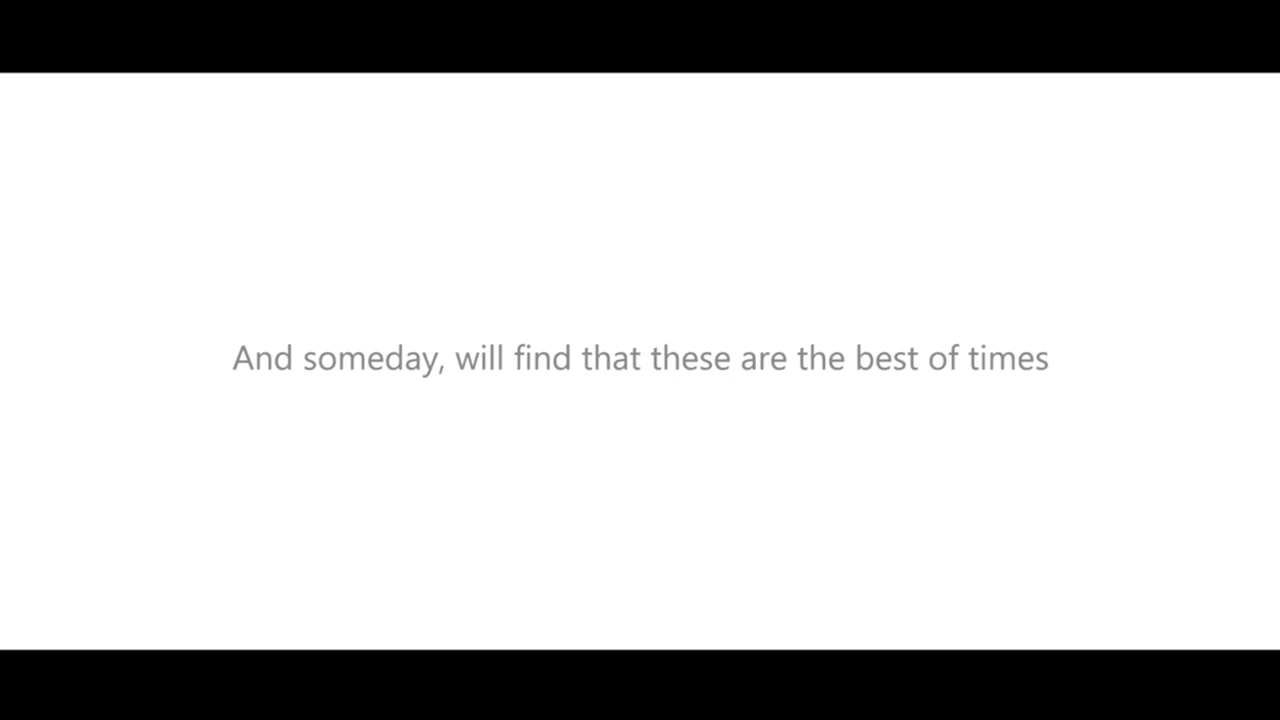 And someday, will find that these are the best of times